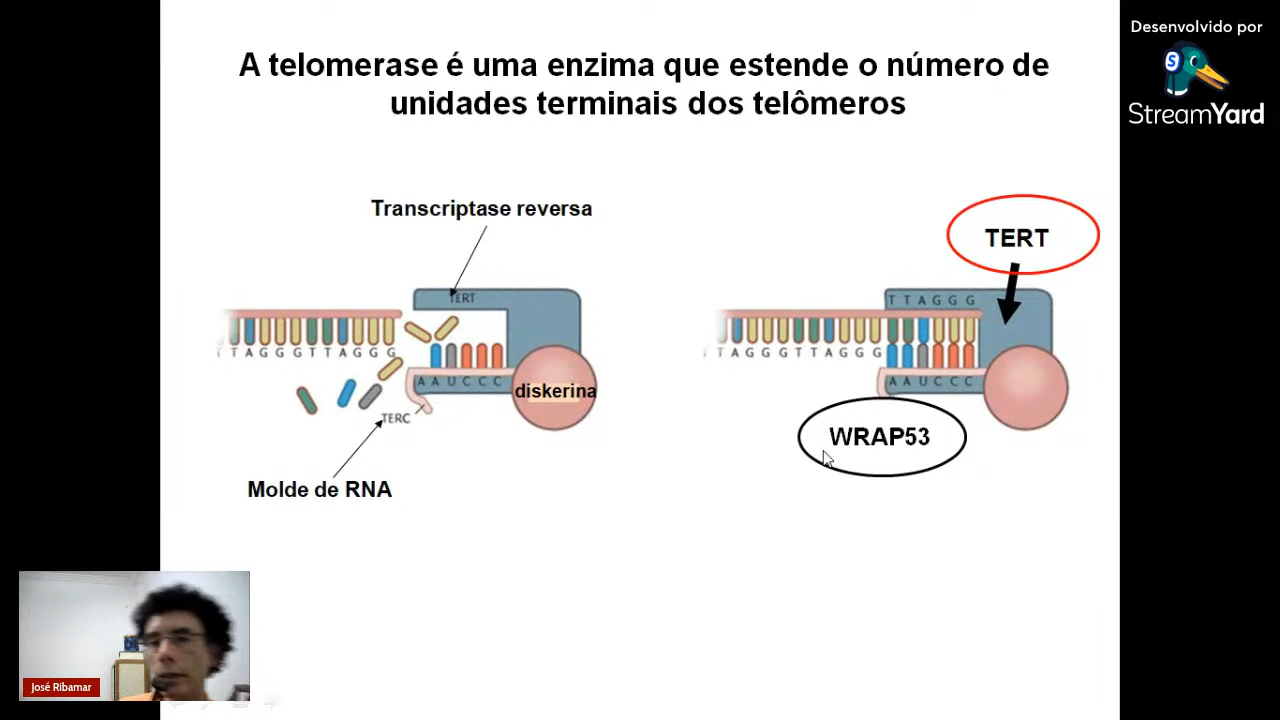 A telomerase é uma enzima que estende o número de
unidades terminais dos telômeros
Desenvolvido por
StreamYard
Transcriptase reversa
TERT
TERT
T T A G G G
T T A G G G T T A G G G
T A G G G T T A G G G
A A U C C C
A A U C C C
diskerina
TERC
WRAP53
Molde de RNA
José Ribamar